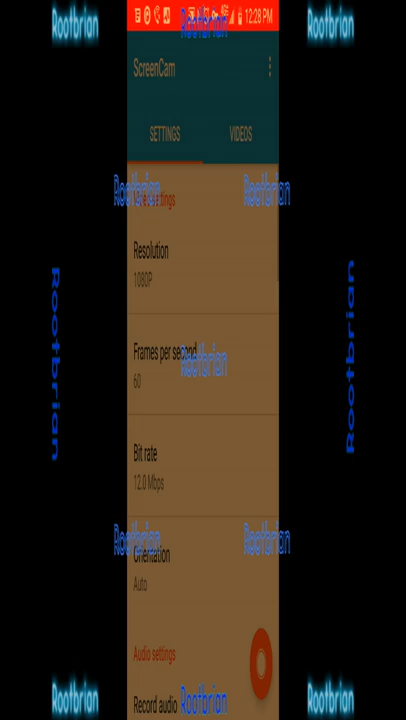 Rootbrian Rootbrian Rootbrian
12:28 PM
ScreenCam
SETTINGS VIDEOS
Rootbrian Rootbrian
settings
Resolution
1080P
Rootbrian Rootbrian
Frames per second
Rootbrian
60
Bit rate
12.0 Mbps
Rootbrian Rootbrian
Orientation
Auto
Audio settings
Record audio
Rootbrian Rootbrian Rootbrian